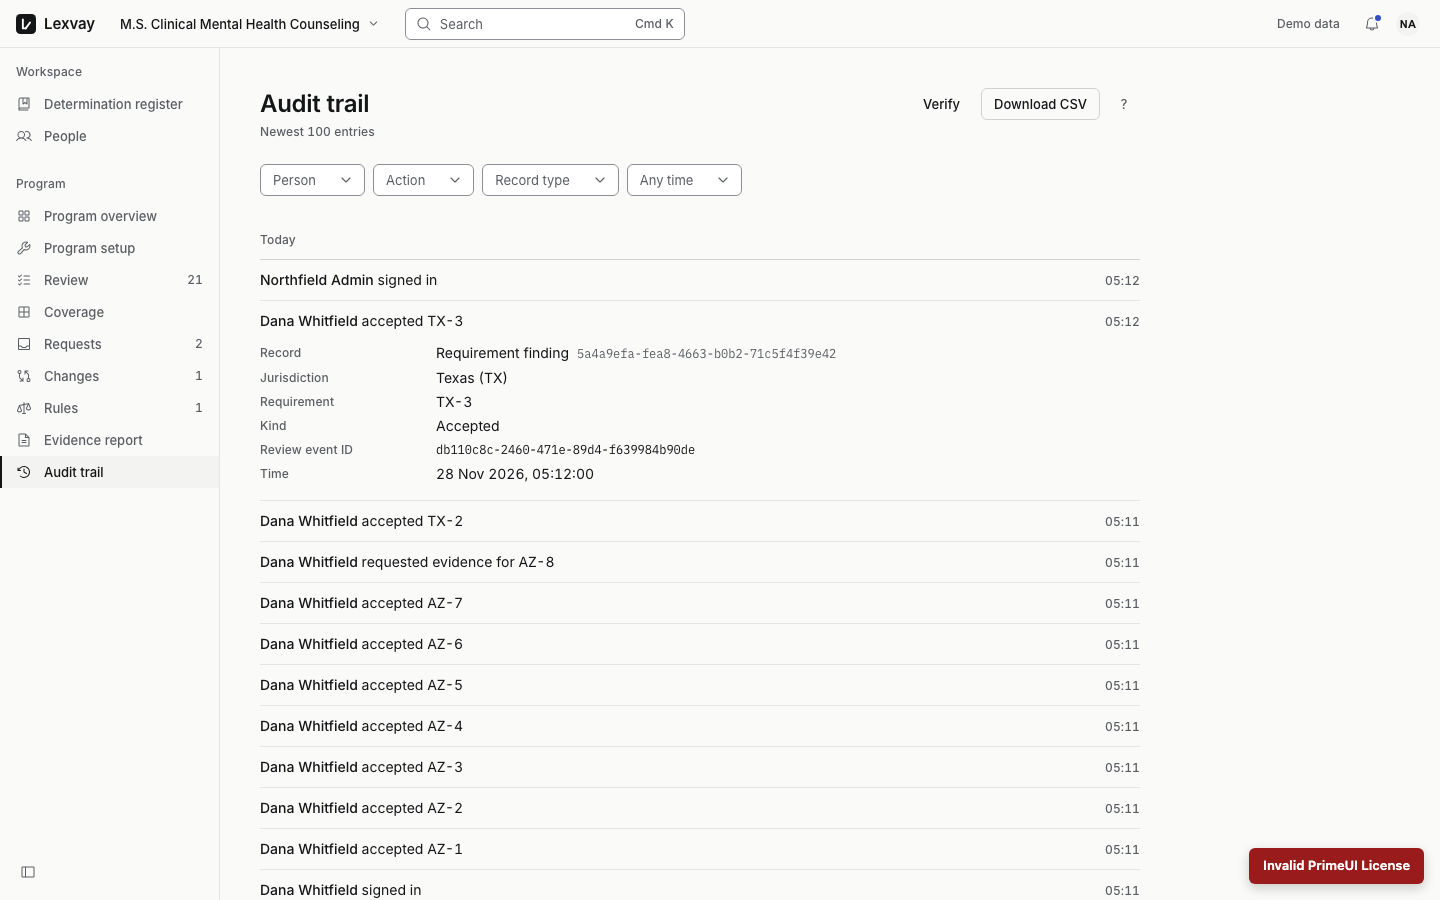 Lexvay
M.S. Clinical Mental Health Counseling
Search
Cmd K
Demo data
NA
Workspace
Determination register
People
Program
Program overview
Program setup
Review 21
Coverage
Requests 2
Changes 1
Rules 1
Evidence report
Audit trail
Audit trail
Newest 100 entries
Verify
Download CSV
?
Person
Action
Record type
Any time
Today
Northfield Admin signed in 05:12
Dana Whitfield accepted TX-3 05:12
Record Requirement finding 5a4a9efa-fea8-4663-b0b2-71c5f4f39e42
Jurisdiction Texas (TX)
Requirement TX-3
Kind Accepted
Review event ID db110c8c-2460-471e-89d4-f639984b90de
Time 28 Nov 2026, 05:12:00
Dana Whitfield accepted TX-2 05:11
Dana Whitfield requested evidence for AZ-8 05:11
Dana Whitfield accepted AZ-7 05:11
Dana Whitfield accepted AZ-6 05:11
Dana Whitfield accepted AZ-5 05:11
Dana Whitfield accepted AZ-4 05:11
Dana Whitfield accepted AZ-3 05:11
Dana Whitfield accepted AZ-2 05:11
Dana Whitfield accepted AZ-1 05:11
Dana Whitfield signed in 05:11
Invalid PrimeUI License